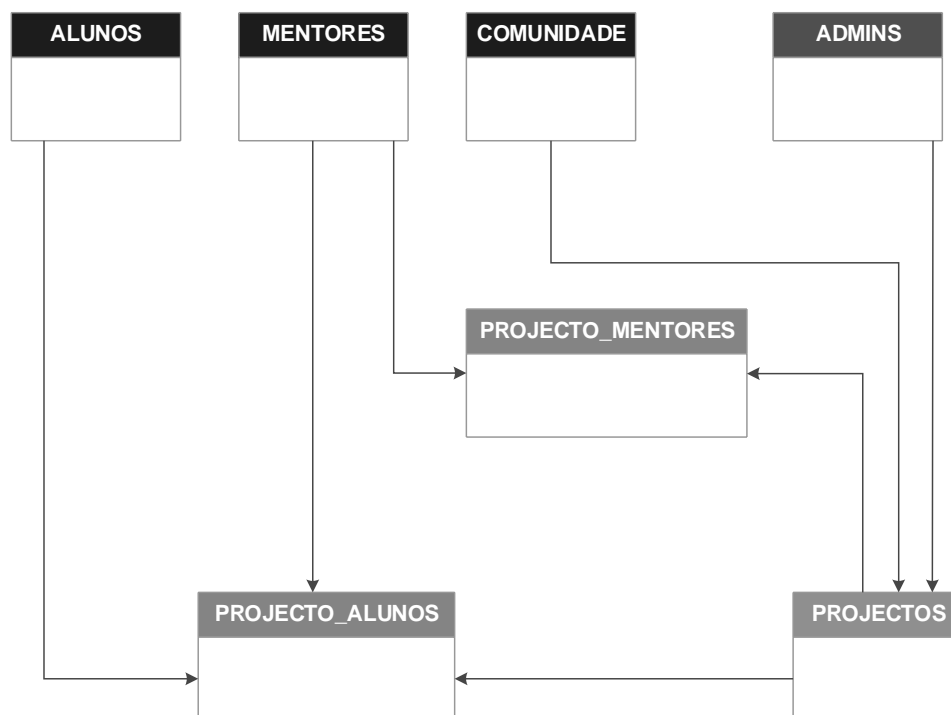 ALUNOS
MENTORES
COMUNIDADE
ADMINS
PROJECTO_MENTORES
PROJECTO_ALUNOS
PROJECTOS